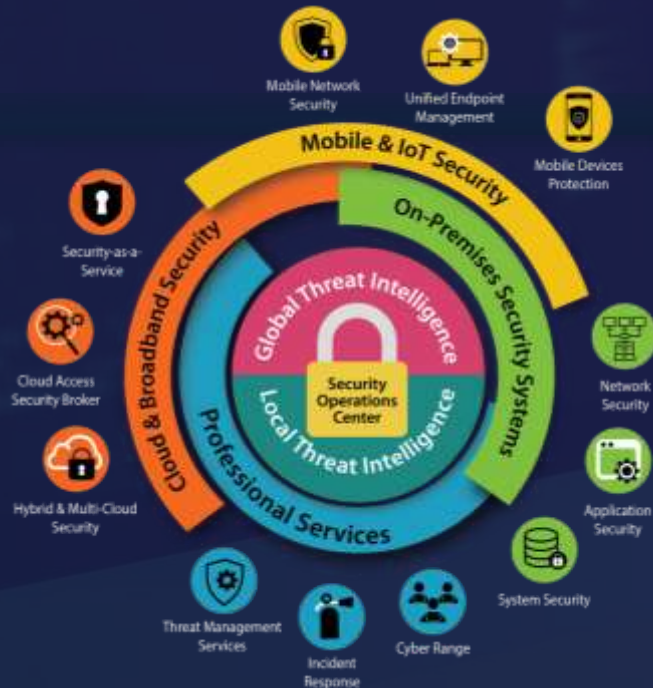 Mobile Network
Security
Unified Endpoint
Management
Mobile Devices
Protection
Mobile & IoT Security
On-Premises Security Systems
Cloud & Broadband Security
Professional Services
Global Threat Intelligence
Security
Operations
Center
Local Threat Intelligence
Security-as-a-
Service
Cloud Access
Security Broker
Hybrid & Multi-Cloud
Security
Network
Security
Application
Security
System Security
Threat Management
Services
Incident
Response
Cyber Range